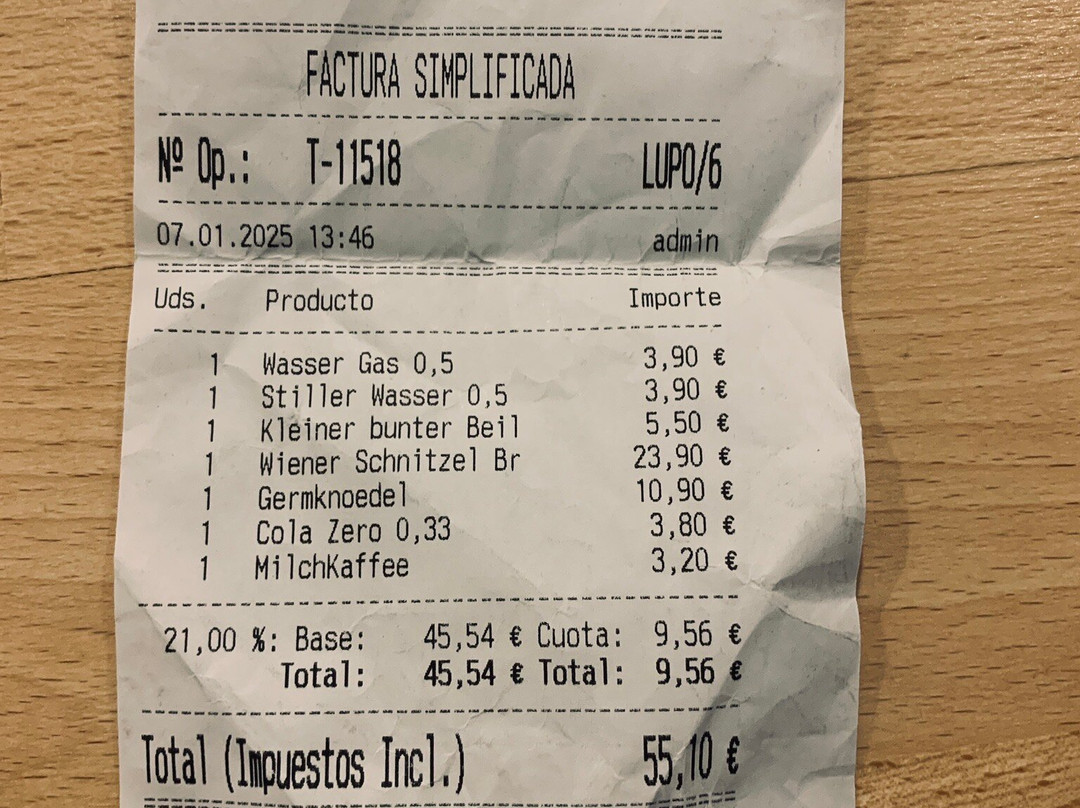 FACTURA SIMPLIFICADA
Nº Op.: T-11518 LUPO/6
07.01.2025 13:46 admin
Uds. Producto Importe
1 Wasser Gas 0,5 3,90 €
1 Stiller Wasser 0,5 3,90 €
1 Kleiner bunter Beil 5,50 €
1 Wiener Schnitzel Br 23,90 €
1 Germknoedel 10,90 €
1 Cola Zero 0,33 3,80 €
1 MilchKaffee 3,20 €
21,00 %: Base: 45,54 € Cuota: 9,56 €
Total: 45,54 € Total: 9,56 €
Total (Impuestos Incl.) 55,10 €